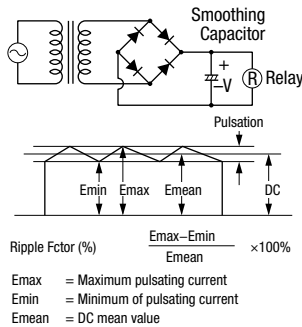 Smoothing
Capacitor
+
–V
R Relay
Pulsation
Emin Emax Emean DC
Ripple Fctor (%) Emax–Emin / Emean ×100%
Emax = Maximum pulsating current
Emin = Minimum of pulsating current
Emean = DC mean value